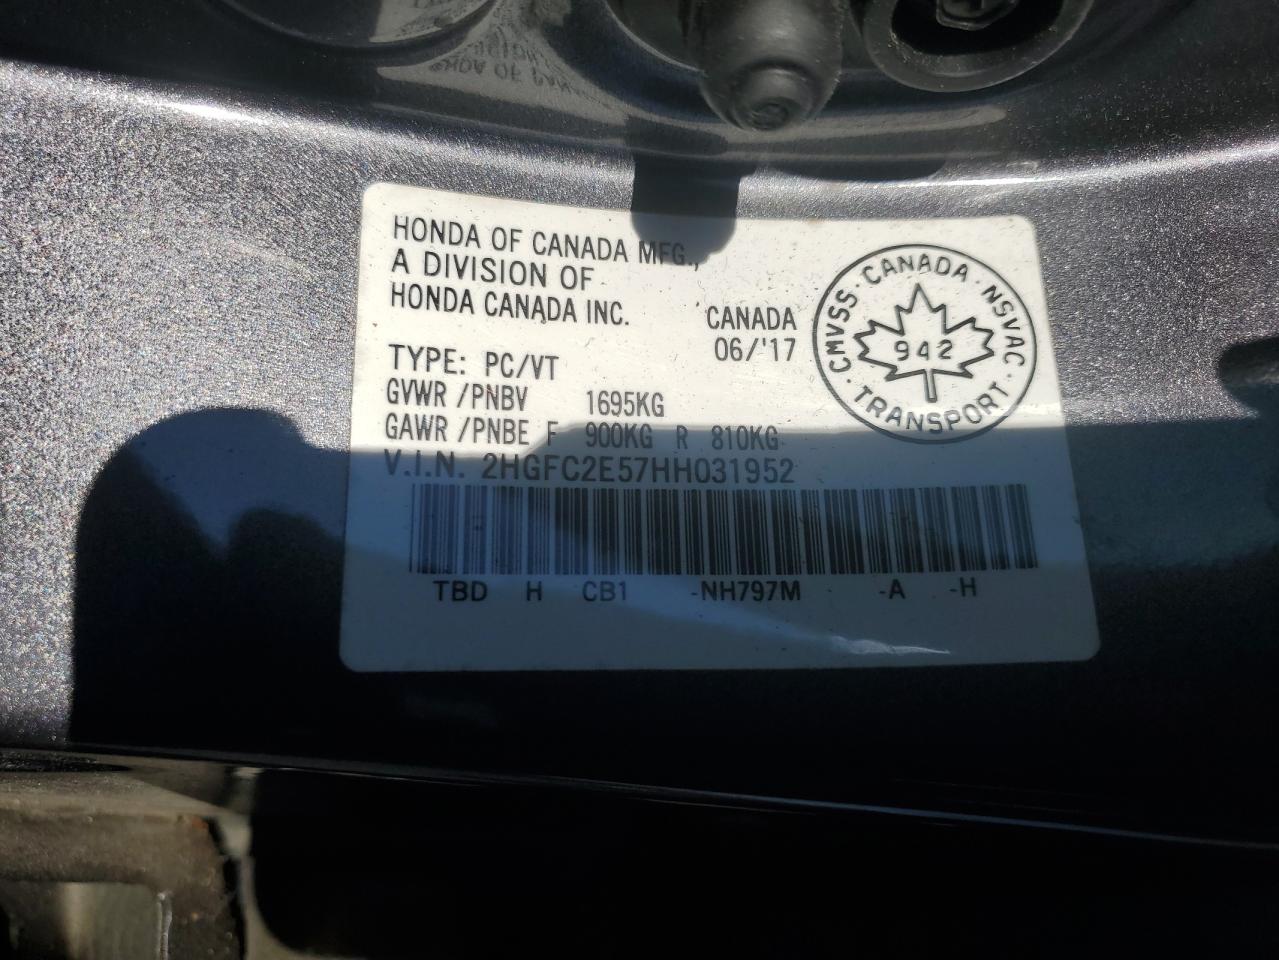 HONDA OF CANADA MFG.,
A DIVISION OF
HONDA CANADA INC.
CANADA
06/'17
CMVSS · CANADA · NSVAC · TRANSPORT ·
942
TYPE: PC/VT
GVWR /PNBV 1695KG
GAWR /PNBE F 900KG R 810KG
V.I.N. 2HGFC2E57HH031952
TBD H CB1 -NH797M -A -H